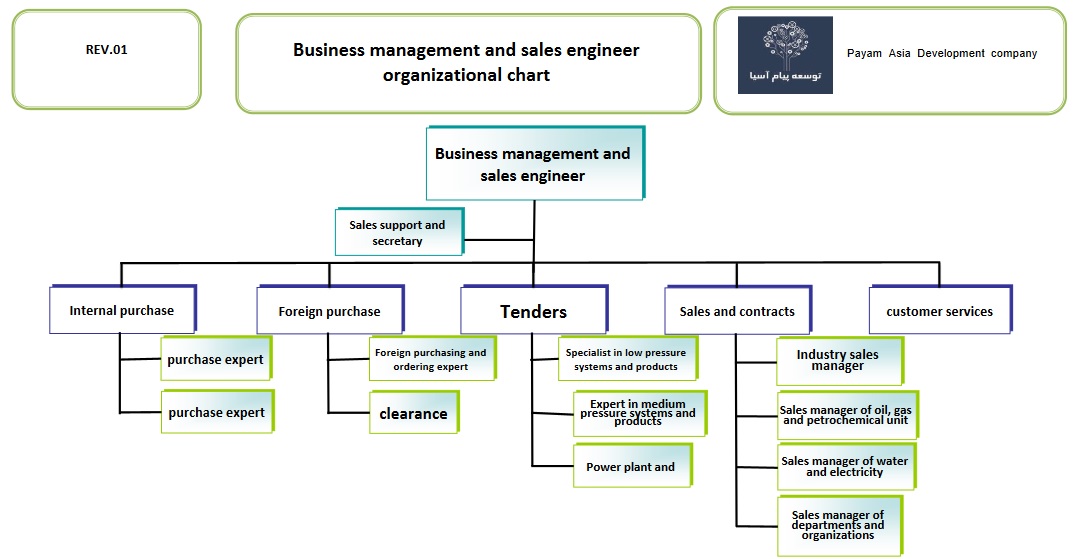 REV.01
Business management and sales engineer
organizational chart
توسعه پیام آسیا
Payam Asia Development company
Business management and
sales engineer
Sales support and
secretary
Internal purchase
Foreign purchase
Tenders
Sales and contracts
customer services
purchase expert
purchase expert
Foreign purchasing and
ordering expert
clearance
Specialist in low pressure
systems and products
Expert in medium
pressure systems and
products
Power plant and
Industry sales
manager
Sales manager of oil, gas
and petrochemical unit
Sales manager of water
and electricity
Sales manager of
departments and
organizations